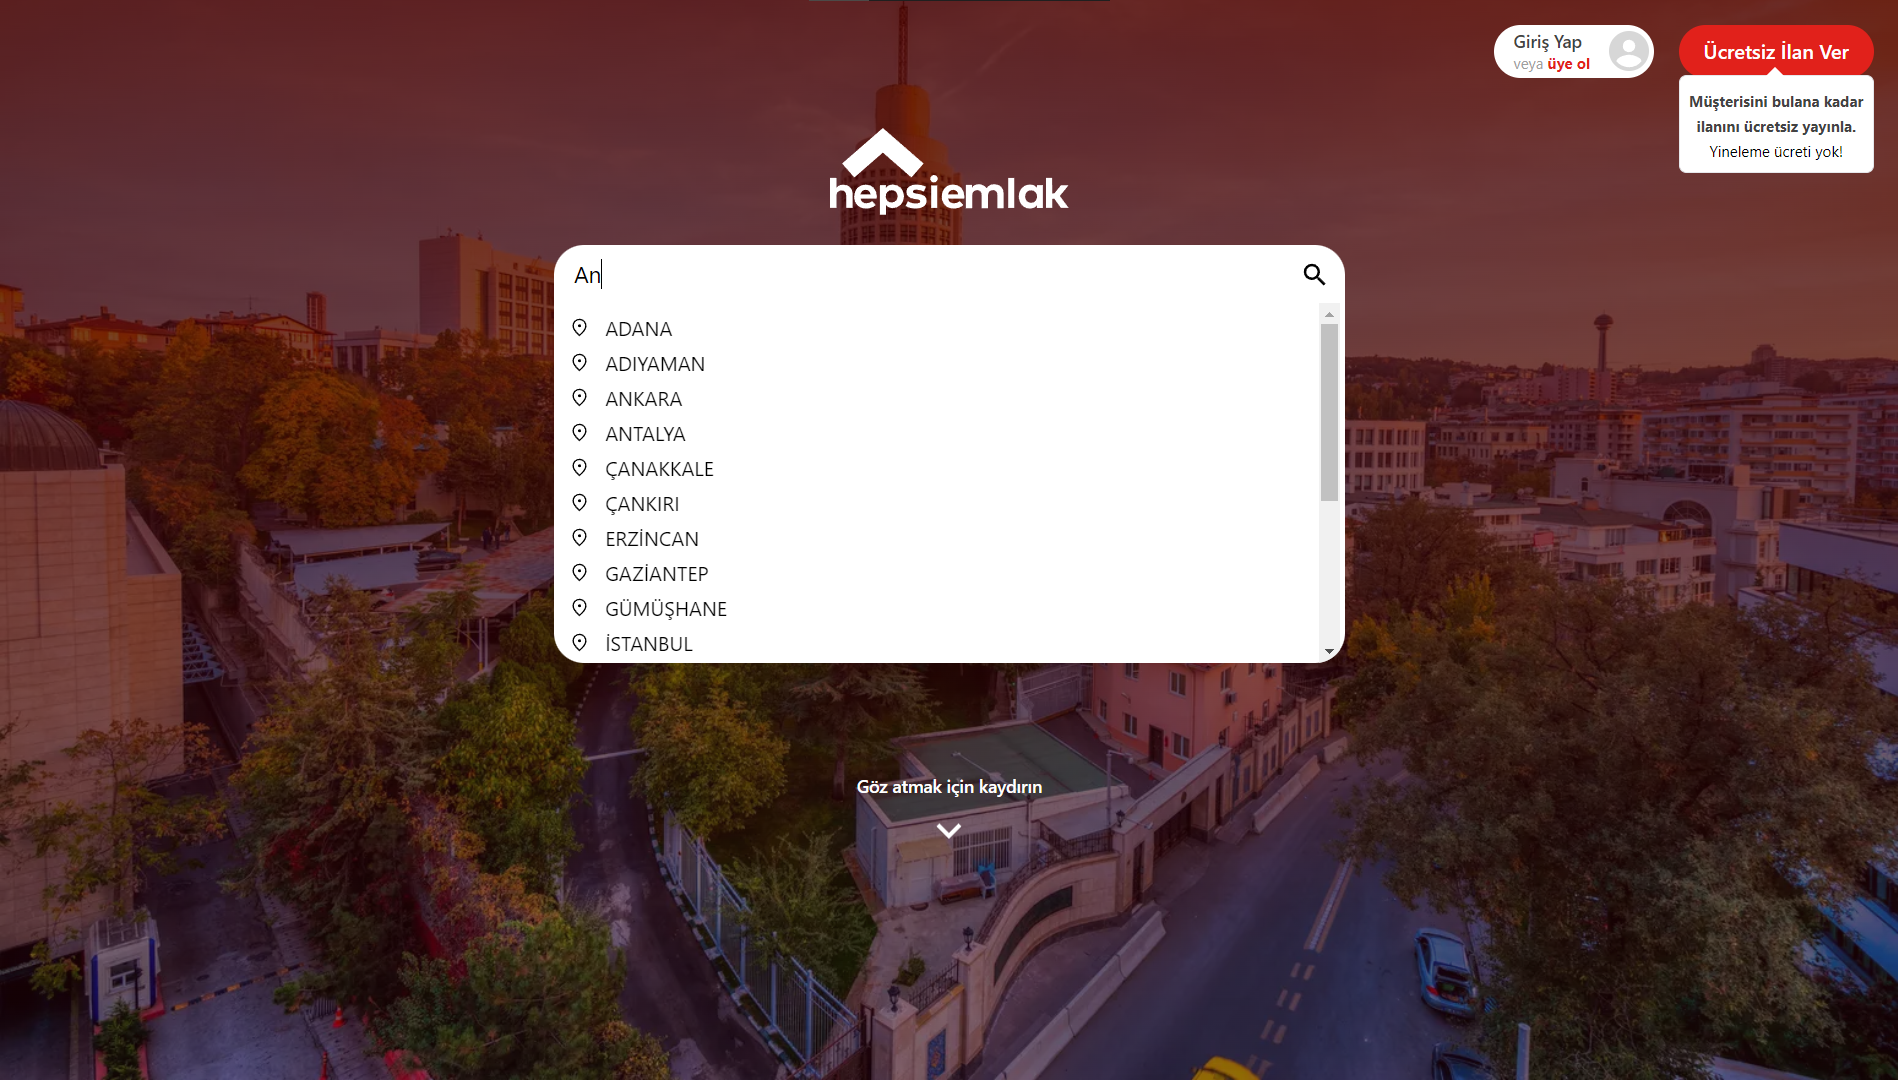 Giriş Yap
veya üye ol
Ücretsiz İlan Ver
Müşterisini bulana kadar
ilanını ücretsiz yayınla.
Yineleme ücreti yok!
hepsiemlak
An
ADANA
ADIYAMAN
ANKARA
ANTALYA
ÇANAKKALE
ÇANKIRI
ERZİNCAN
GAZİANTEP
GÜMÜŞHANE
İSTANBUL
Göz atmak için kaydırın